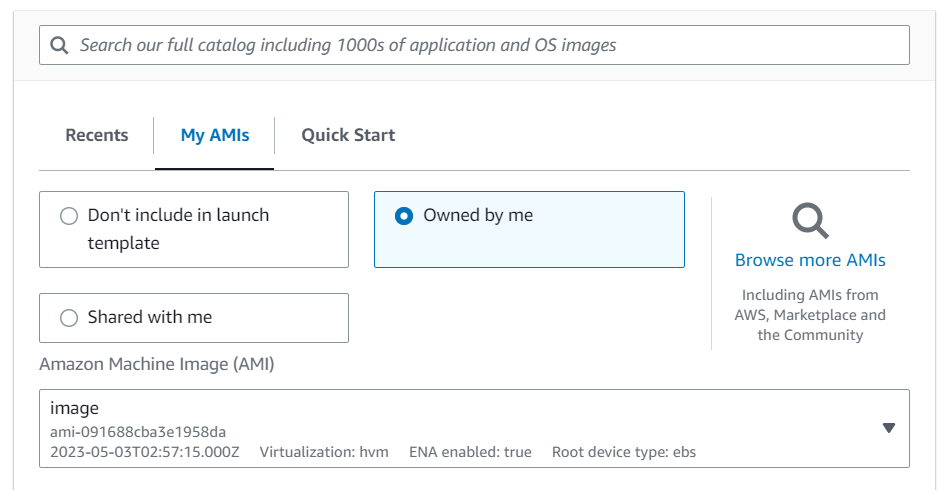 Search our full catalog including 1000s of application and OS images
Recents
My AMIs
Quick Start
Don't include in launch
template
Owned by me
Shared with me
Browse more AMIs
Including AMIs from
AWS, Marketplace and
the Community
Amazon Machine Image (AMI)
image
ami-091688cba3e1958da
2023-05-03T02:57:15.000Z Virtualization: hvm ENA enabled: true Root device type: ebs